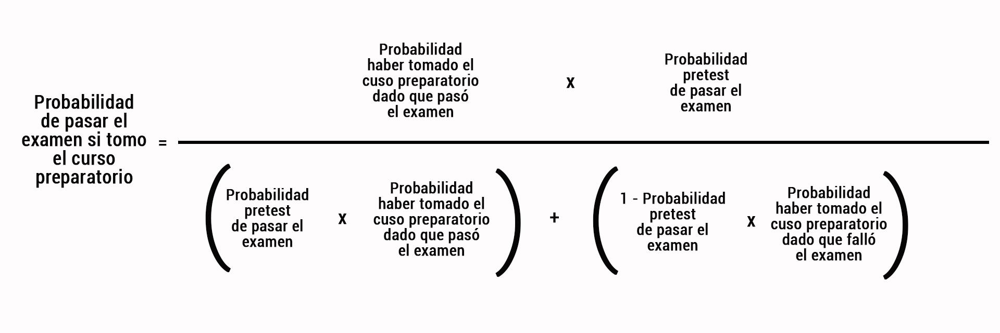 Probabilidad
de pasar el
examen si tomo
el curso
preparatorio
=
Probabilidad
haber tomado el
cuso preparatorio
dado que pasó
el examen
x
Probabilidad
pretest
de pasar el
examen
(
Probabilidad
pretest
de pasar el
examen
x
Probabilidad
haber tomado el
cuso preparatorio
dado que pasó
el examen
)
+
(
1 - Probabilidad
pretest
de pasar el
examen
x
Probabilidad
haber tomado el
cuso preparatorio
dado que falló
el examen
)